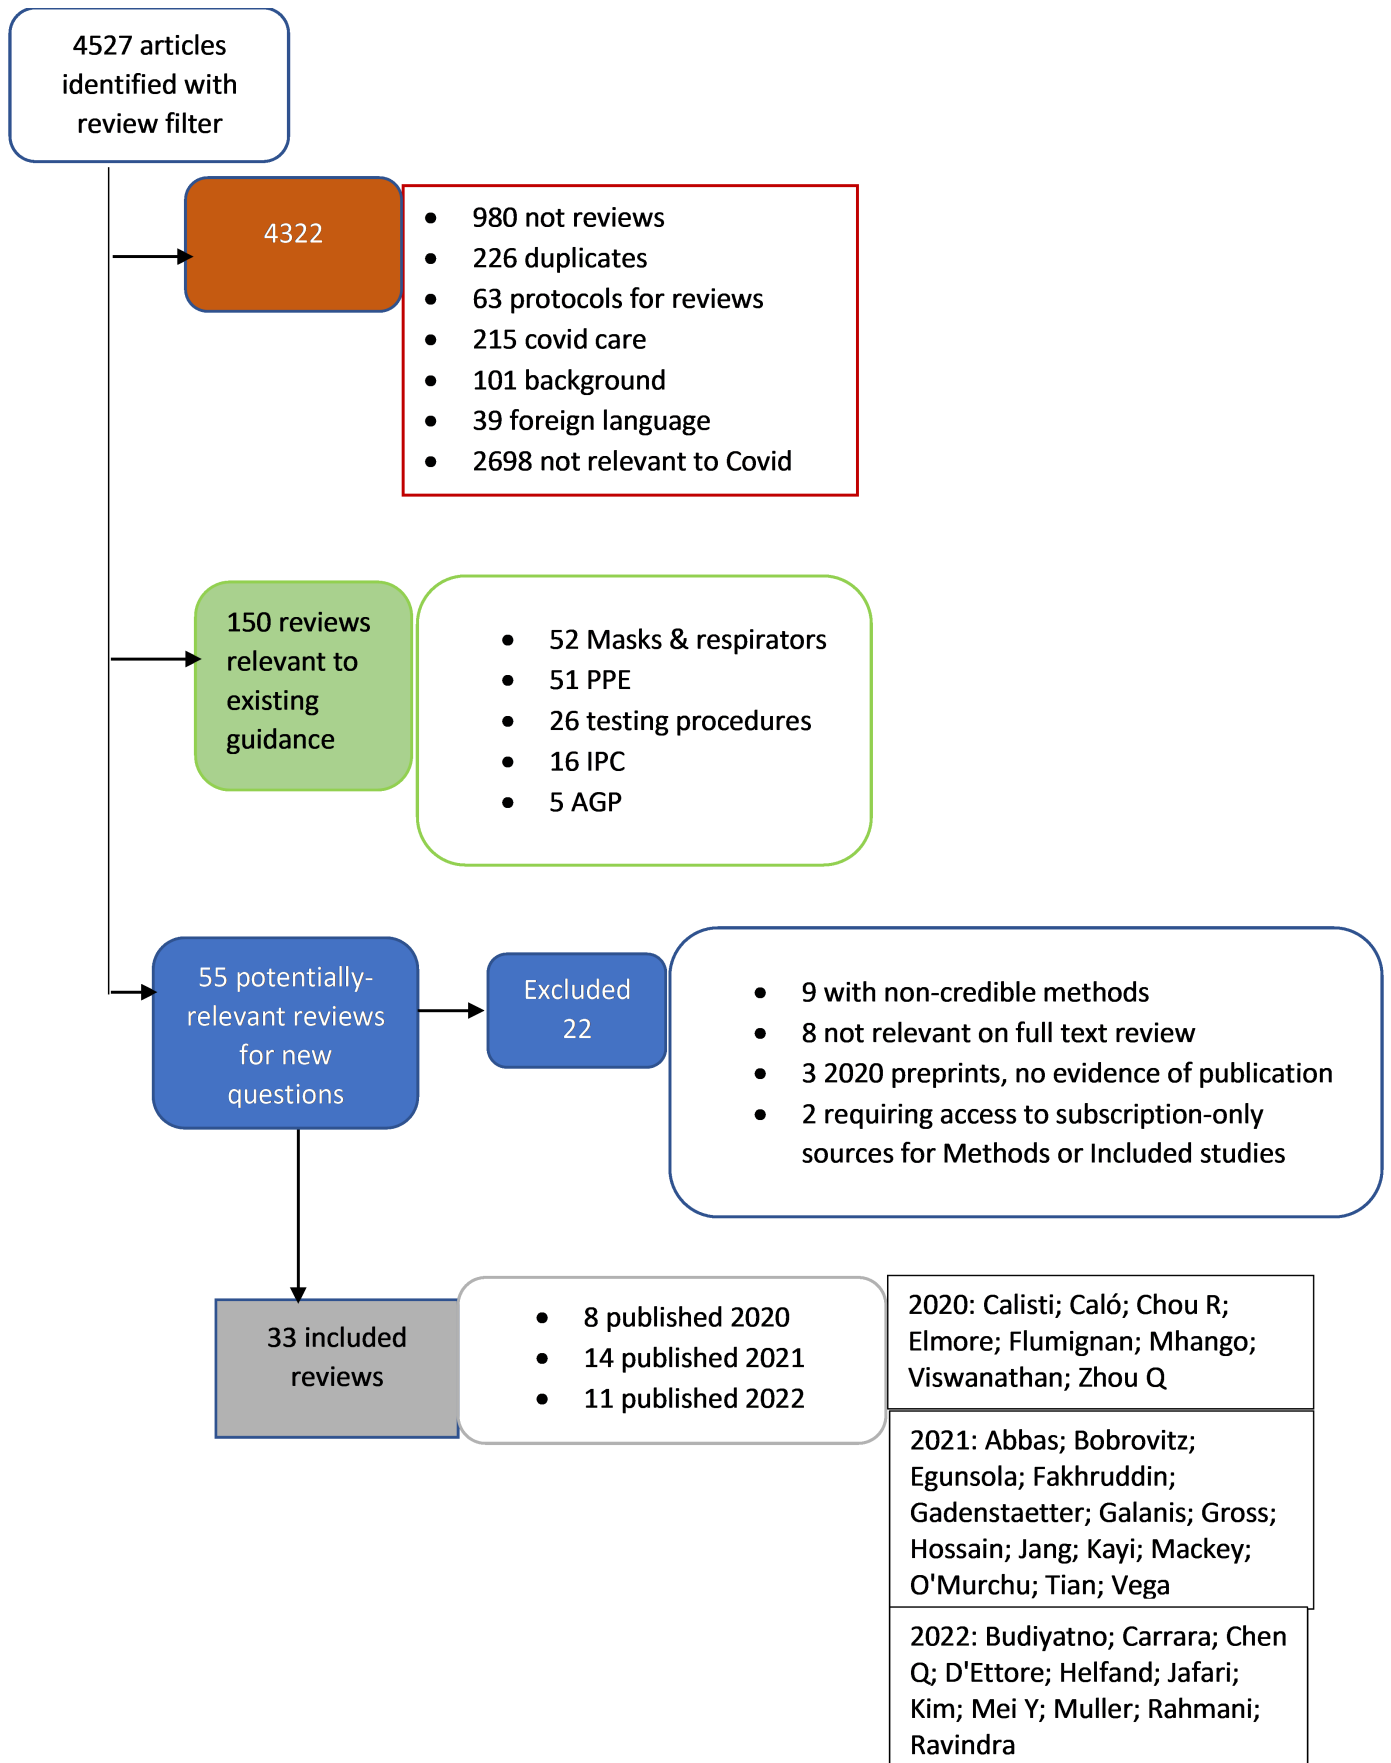 4527 articles
identified with
review filter
4322
• 980 not reviews
• 226 duplicates
• 63 protocols for reviews
• 215 covid care
• 101 background
• 39 foreign language
• 2698 not relevant to Covid
150 reviews
relevant to
existing
guidance
• 52 Masks & respirators
• 51 PPE
• 26 testing procedures
• 16 IPC
• 5 AGP
55 potentially-
relevant reviews
for new
questions
Excluded
22
• 9 with non-credible methods
• 8 not relevant on full text review
• 3 2020 preprints, no evidence of publication
• 2 requiring access to subscription-only
sources for Methods or Included studies
33 included
reviews
• 8 published 2020
• 14 published 2021
• 11 published 2022
2020: Calisti; Caló; Chou R;
Elmore; Flumignan; Mhango;
Viswanathan; Zhou Q
2021: Abbas; Bobrovitz;
Egunsola; Fakhruddin;
Gadenstaetter; Galanis; Gross;
Hossain; Jang; Kayi; Mackey;
O'Murchu; Tian; Vega
2022: Budiyatno; Carrara; Chen
Q; D'Ettore; Helfand; Jafari;
Kim; Mei Y; Muller; Rahmani;
Ravindra